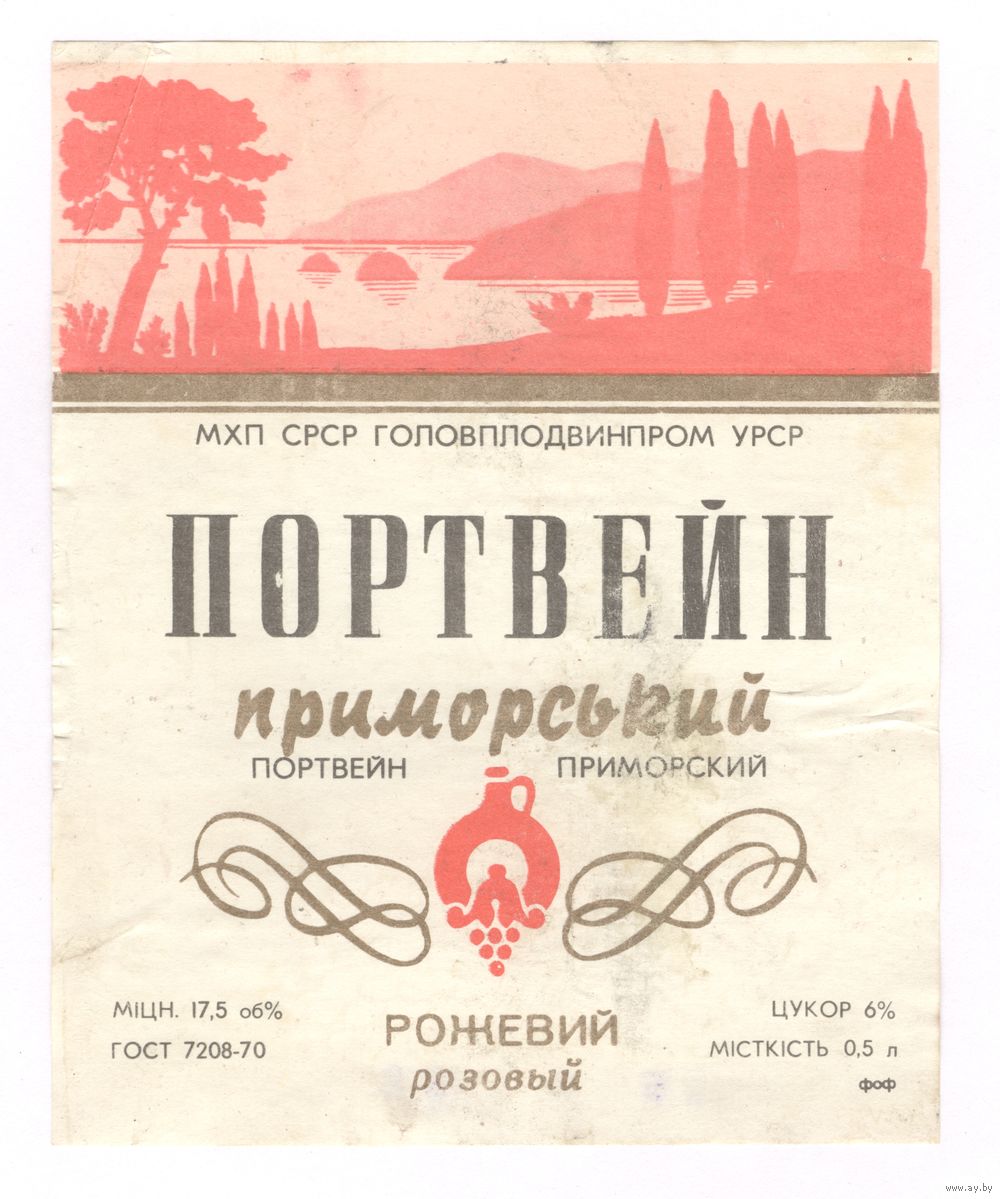 МХП СРСР ГОЛОВПЛОДВИНПРОМ УРСР
ПОРТВЕЙН
приморський
ПОРТВЕЙН ПРИМОРСКИЙ
МІЦН. 17,5 об%
ГОСТ 7208-70
РОЖЕВИЙ
розовый
ЦУКОР 6%
МІСТКІСТЬ 0,5 л
фоф
www.ay.by